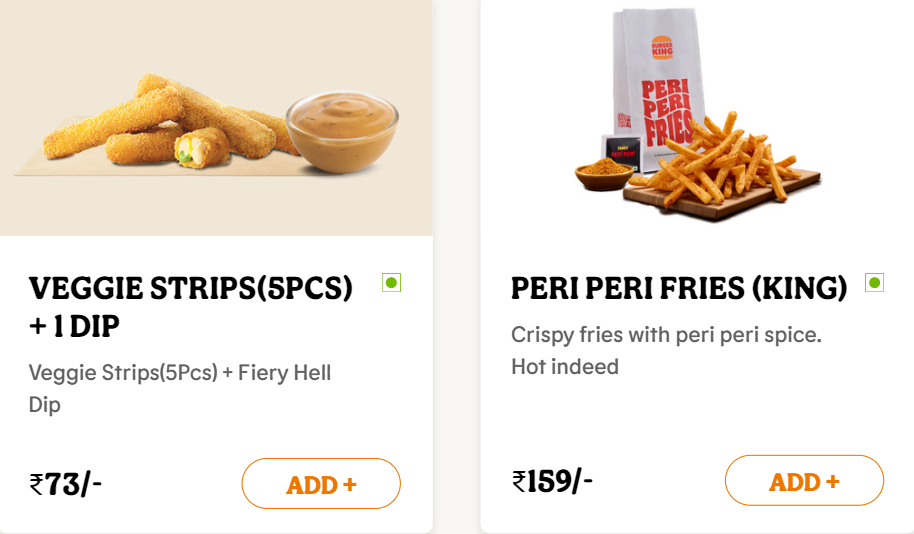 VEGGIE STRIPS(5PCS)
+ 1 DIP
Veggie Strips(5Pcs) + Fiery Hell
Dip
₹73/-
ADD +
BURGER
KING
PERI
PERI
FRIES
PERI PERI FRIES (KING)
Crispy fries with peri peri spice.
Hot indeed
₹159/-
ADD +